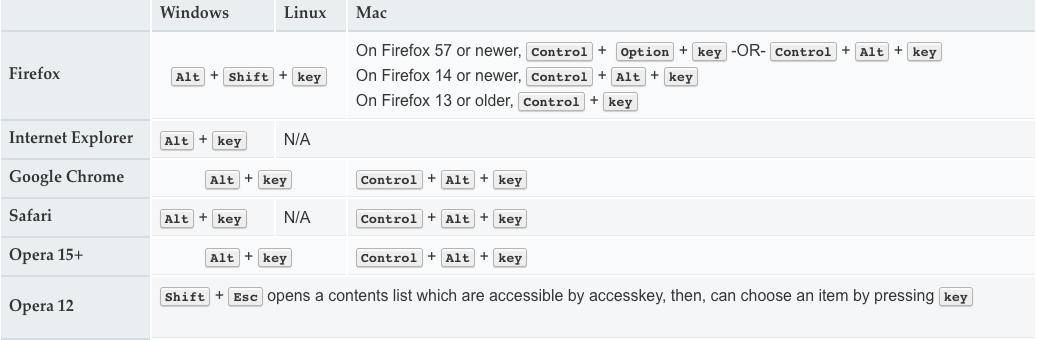 Windows Linux Mac
Firefox Alt + Shift + key On Firefox 57 or newer, Control + Option + key -OR- Control + Alt + key
On Firefox 14 or newer, Control + Alt + key
On Firefox 13 or older, Control + key
Internet Explorer Alt + key N/A
Google Chrome Alt + key Control + Alt + key
Safari Alt + key N/A Control + Alt + key
Opera 15+ Alt + key Control + Alt + key
Opera 12 Shift + Esc opens a contents list which are accessible by accesskey, then, can choose an item by pressing key